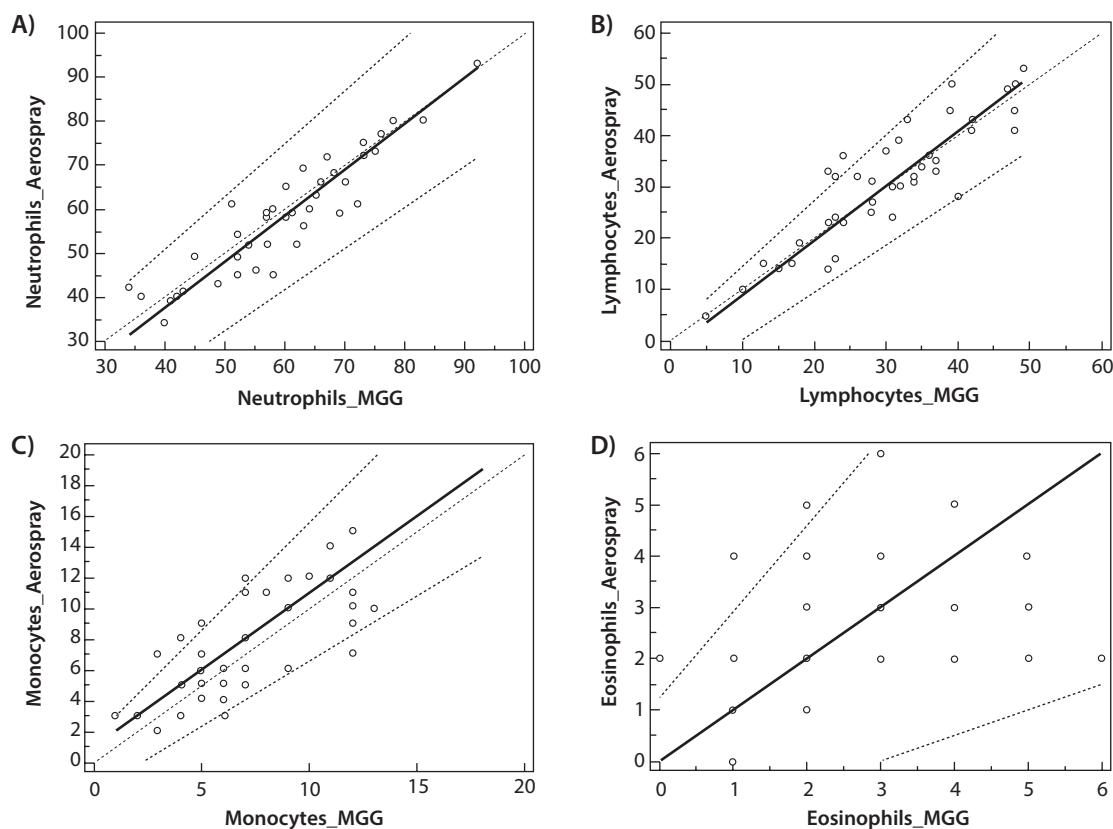 A)
100
90
80
70
60
50
40
30
Neutrophils_Aerospray
30 40 50 60 70 80 90 100
Neutrophils_MGG
B)
60
50
40
30
20
10
0
Lymphocytes_Aerospray
0 10 20 30 40 50 60
Lymphocytes_MGG
C)
20
18
16
14
12
10
8
6
4
2
0
Monocytes_Aerospray
0 5 10 15 20
Monocytes_MGG
D)
6
5
4
3
2
1
0
Eosinophils_Aerospray
0 1 2 3 4 5 6
Eosinophils_MGG